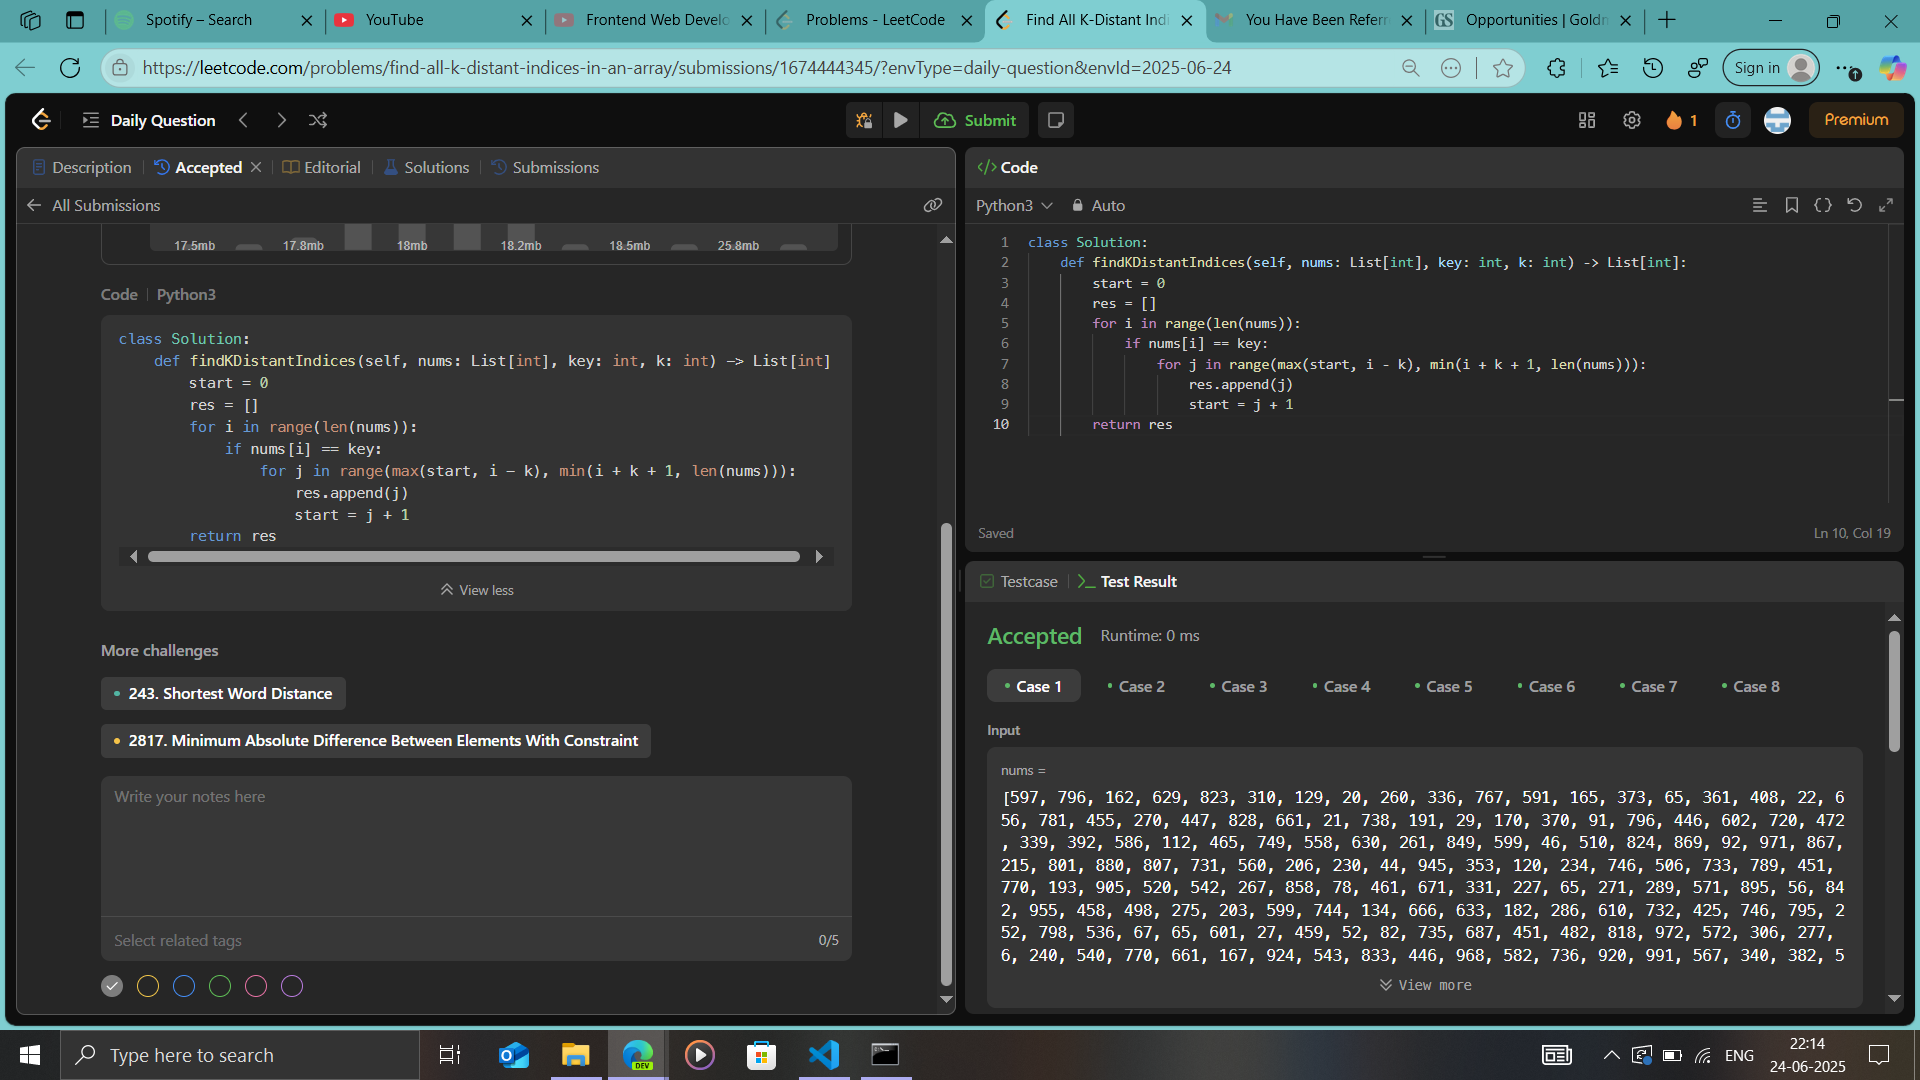 Spotify – Search
YouTube
Frontend Web Develo
Problems - LeetCode
Find All K-Distant Indi
You Have Been Referr
Opportunities | Goldm
https://leetcode.com/problems/find-all-k-distant-indices-in-an-array/submissions/1674444345/?envType=daily-question&envId=2025-06-24
Sign in
Daily Question
Submit
1
Premium
Description
Accepted
Editorial
Solutions
Submissions
All Submissions
17.5mb
17.8mb
18mb
18.2mb
18.5mb
25.8mb
Code
Python3
class Solution:
def findKDistantIndices(self, nums: List[int], key: int, k: int) -> List[int]
start = 0
res = []
for i in range(len(nums)):
if nums[i] == key:
for j in range(max(start, i - k), min(i + k + 1, len(nums))):
res.append(j)
start = j + 1
return res
View less
More challenges
243. Shortest Word Distance
2817. Minimum Absolute Difference Between Elements With Constraint
Write your notes here
Select related tags
0/5
Code
Python3
Auto
1 class Solution:
2 def findKDistantIndices(self, nums: List[int], key: int, k: int) -> List[int]:
3 start = 0
4 res = []
5 for i in range(len(nums)):
6 if nums[i] == key:
7 for j in range(max(start, i - k), min(i + k + 1, len(nums))):
8 res.append(j)
9 start = j + 1
10 return res
Saved
Ln 10, Col 19
Testcase
Test Result
Accepted
Runtime: 0 ms
Case 1
Case 2
Case 3
Case 4
Case 5
Case 6
Case 7
Case 8
Input
nums =
[597, 796, 162, 629, 823, 310, 129, 20, 260, 336, 767, 591, 165, 373, 65, 361, 408, 22, 6
56, 781, 455, 270, 447, 828, 661, 21, 738, 191, 29, 170, 370, 91, 796, 446, 602, 720, 472
, 339, 392, 586, 112, 465, 749, 558, 630, 261, 849, 599, 46, 510, 824, 869, 92, 971, 867,
215, 801, 880, 807, 731, 560, 206, 230, 44, 945, 353, 120, 234, 746, 506, 733, 789, 451,
770, 193, 905, 520, 542, 267, 858, 78, 461, 671, 331, 227, 65, 271, 289, 571, 895, 56, 84
2, 955, 458, 498, 275, 203, 599, 744, 134, 666, 633, 182, 286, 610, 732, 425, 746, 795, 2
52, 798, 536, 67, 65, 601, 27, 459, 52, 82, 735, 687, 451, 482, 818, 972, 572, 306, 277,
6, 240, 540, 770, 661, 167, 924, 543, 833, 446, 968, 582, 736, 920, 991, 567, 340, 382, 5
View more
Type here to search
DEV
ENG
22:14
24-06-2025